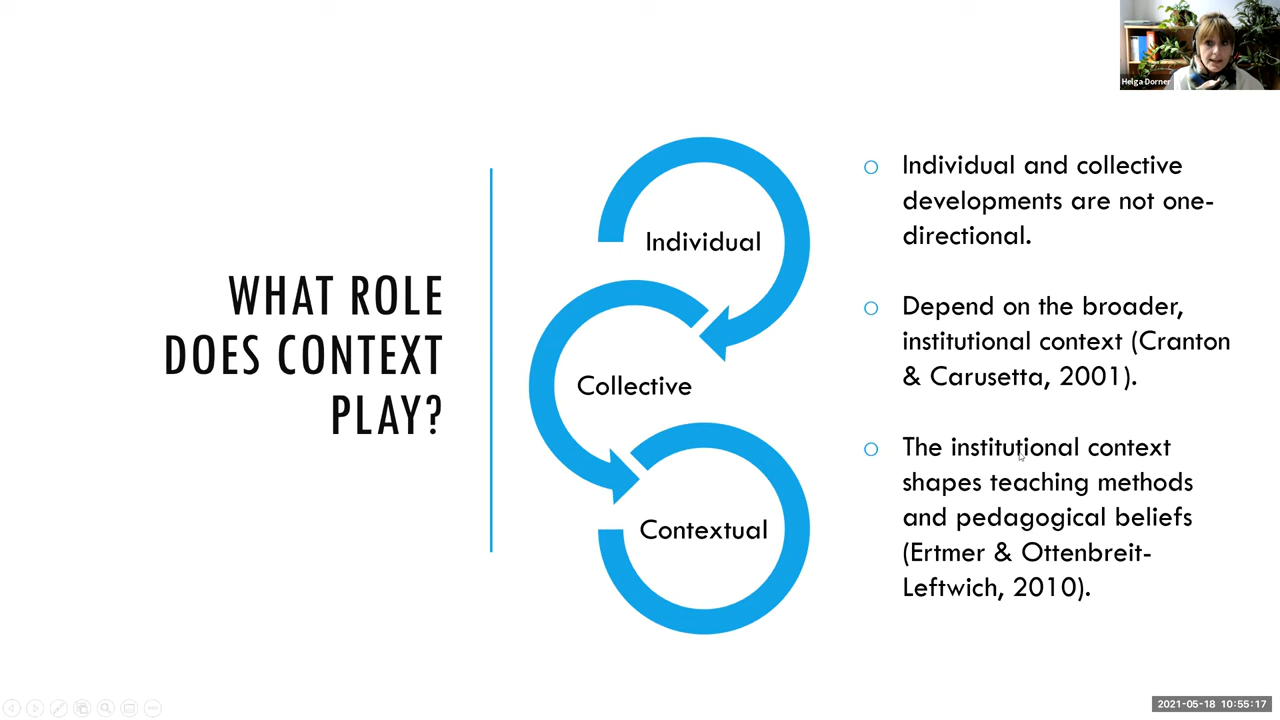 Helga Dorner
WHAT ROLE
DOES CONTEXT
PLAY?
Individual
Collective
Contextual
o Individual and collective
developments are not one-
directional.
o Depend on the broader,
institutional context (Cranton
& Carusetta, 2001).
o The institutional context
shapes teaching methods
and pedagogical beliefs
(Ertmer & Ottenbreit-
Leftwich, 2010).
2021-05-18 10:55:17